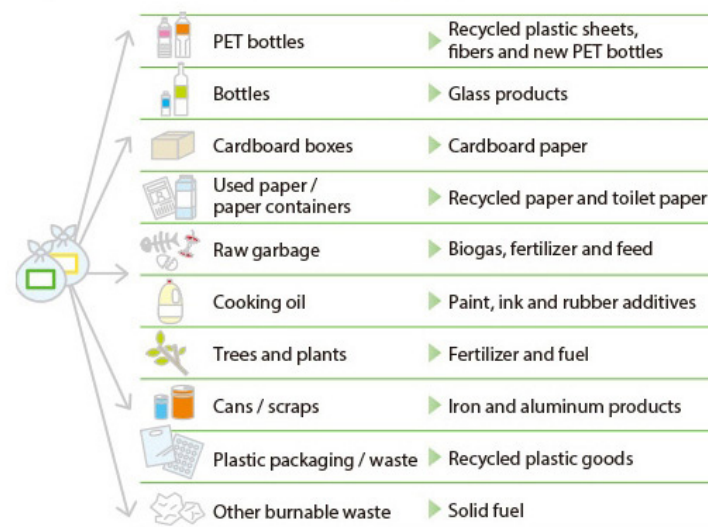 PET bottles
Recycled plastic sheets,
fibers and new PET bottles
Bottles
Glass products
Cardboard boxes
Cardboard paper
Used paper /
paper containers
Recycled paper and toilet paper
Raw garbage
Biogas, fertilizer and feed
Cooking oil
Paint, ink and rubber additives
Trees and plants
Fertilizer and fuel
Cans / scraps
Iron and aluminum products
Plastic packaging / waste
Recycled plastic goods
Other burnable waste
Solid fuel